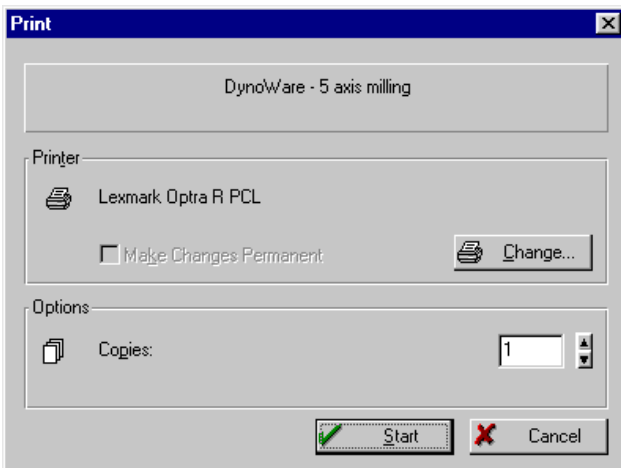 Print
DynoWare - 5 axis milling
Printer
Lexmark Optra R PCL
Make Changes Permanent
Change...
Options
Copies:
1
Start
Cancel